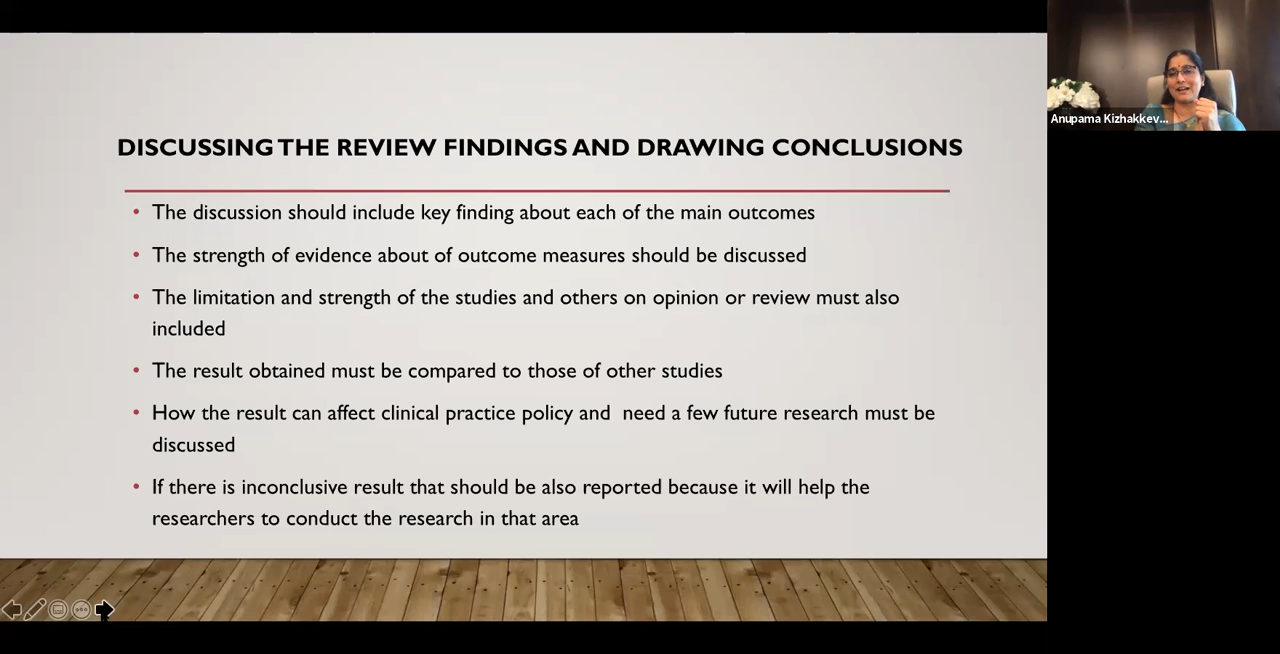 DISCUSSING THE REVIEW FINDINGS AND DRAWING CONCLUSIONS
• The discussion should include key finding about each of the main outcomes
• The strength of evidence about of outcome measures should be discussed
• The limitation and strength of the studies and others on opinion or review must also
included
• The result obtained must be compared to those of other studies
• How the result can affect clinical practice policy and  need a few future research must be
discussed
• If there is inconclusive result that should be also reported because it will help the
researchers to conduct the research in that area
Anupama Kizhakkev...